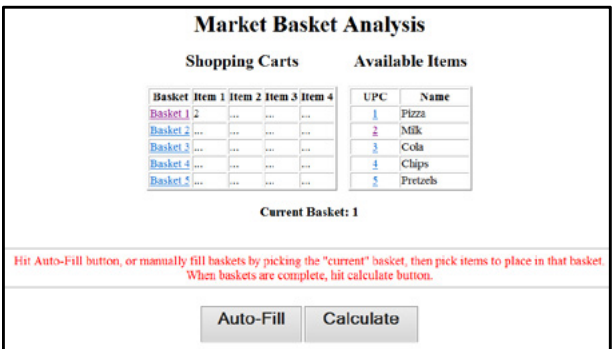 Market Basket Analysis
Shopping Carts
Basket Item 1 Item 2 Item 3 Item 4
Basket 1 2 ... ... ...
Basket 2 ... ... ... ...
Basket 3 ... ... ... ...
Basket 4 ... ... ... ...
Basket 5 ... ... ... ...
Available Items
UPC Name
1 Pizza
2 Milk
3 Cola
4 Chips
5 Pretzels
Current Basket: 1
Hit Auto-Fill button, or manually fill baskets by picking the "current" basket, then pick items to place in that basket.
When baskets are complete, hit calculate button.
Auto-Fill Calculate